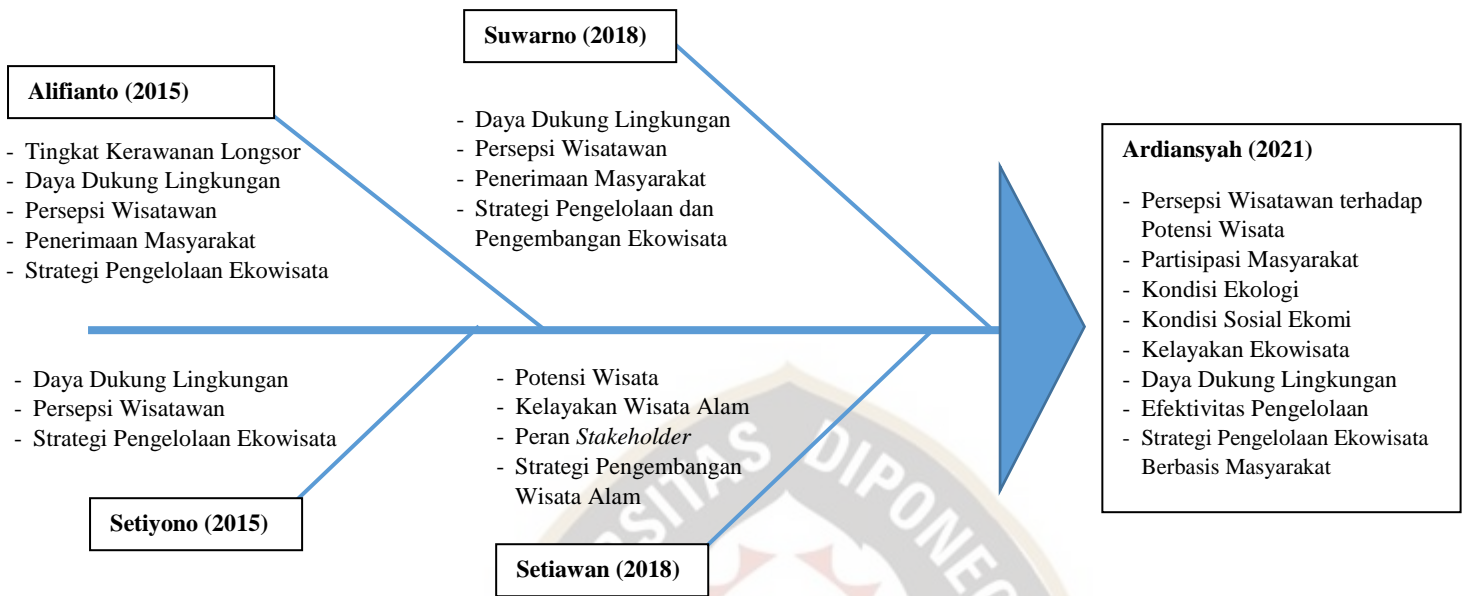 Alifianto (2015)
- Tingkat Kerawanan Longsor
- Daya Dukung Lingkungan
- Persepsi Wisatawan
- Penerimaan Masyarakat
- Strategi Pengelolaan Ekowisata
Suwarno (2018)
- Daya Dukung Lingkungan
- Persepsi Wisatawan
- Penerimaan Masyarakat
- Strategi Pengelolaan dan
Pengembangan Ekowisata
- Daya Dukung Lingkungan
- Persepsi Wisatawan
- Strategi Pengelolaan Ekowisata
Setiyono (2015)
- Potensi Wisata
- Kelayakan Wisata Alam
- Peran Stakeholder
- Strategi Pengembangan
Wisata Alam
Setiawan (2018)
Ardiansyah (2021)
- Persepsi Wisatawan terhadap
Potensi Wisata
- Partisipasi Masyarakat
- Kondisi Ekologi
- Kondisi Sosial Ekomi
- Kelayakan Ekowisata
- Daya Dukung Lingkungan
- Efektivitas Pengelolaan
- Strategi Pengelolaan Ekowisata
Berbasis Masyarakat